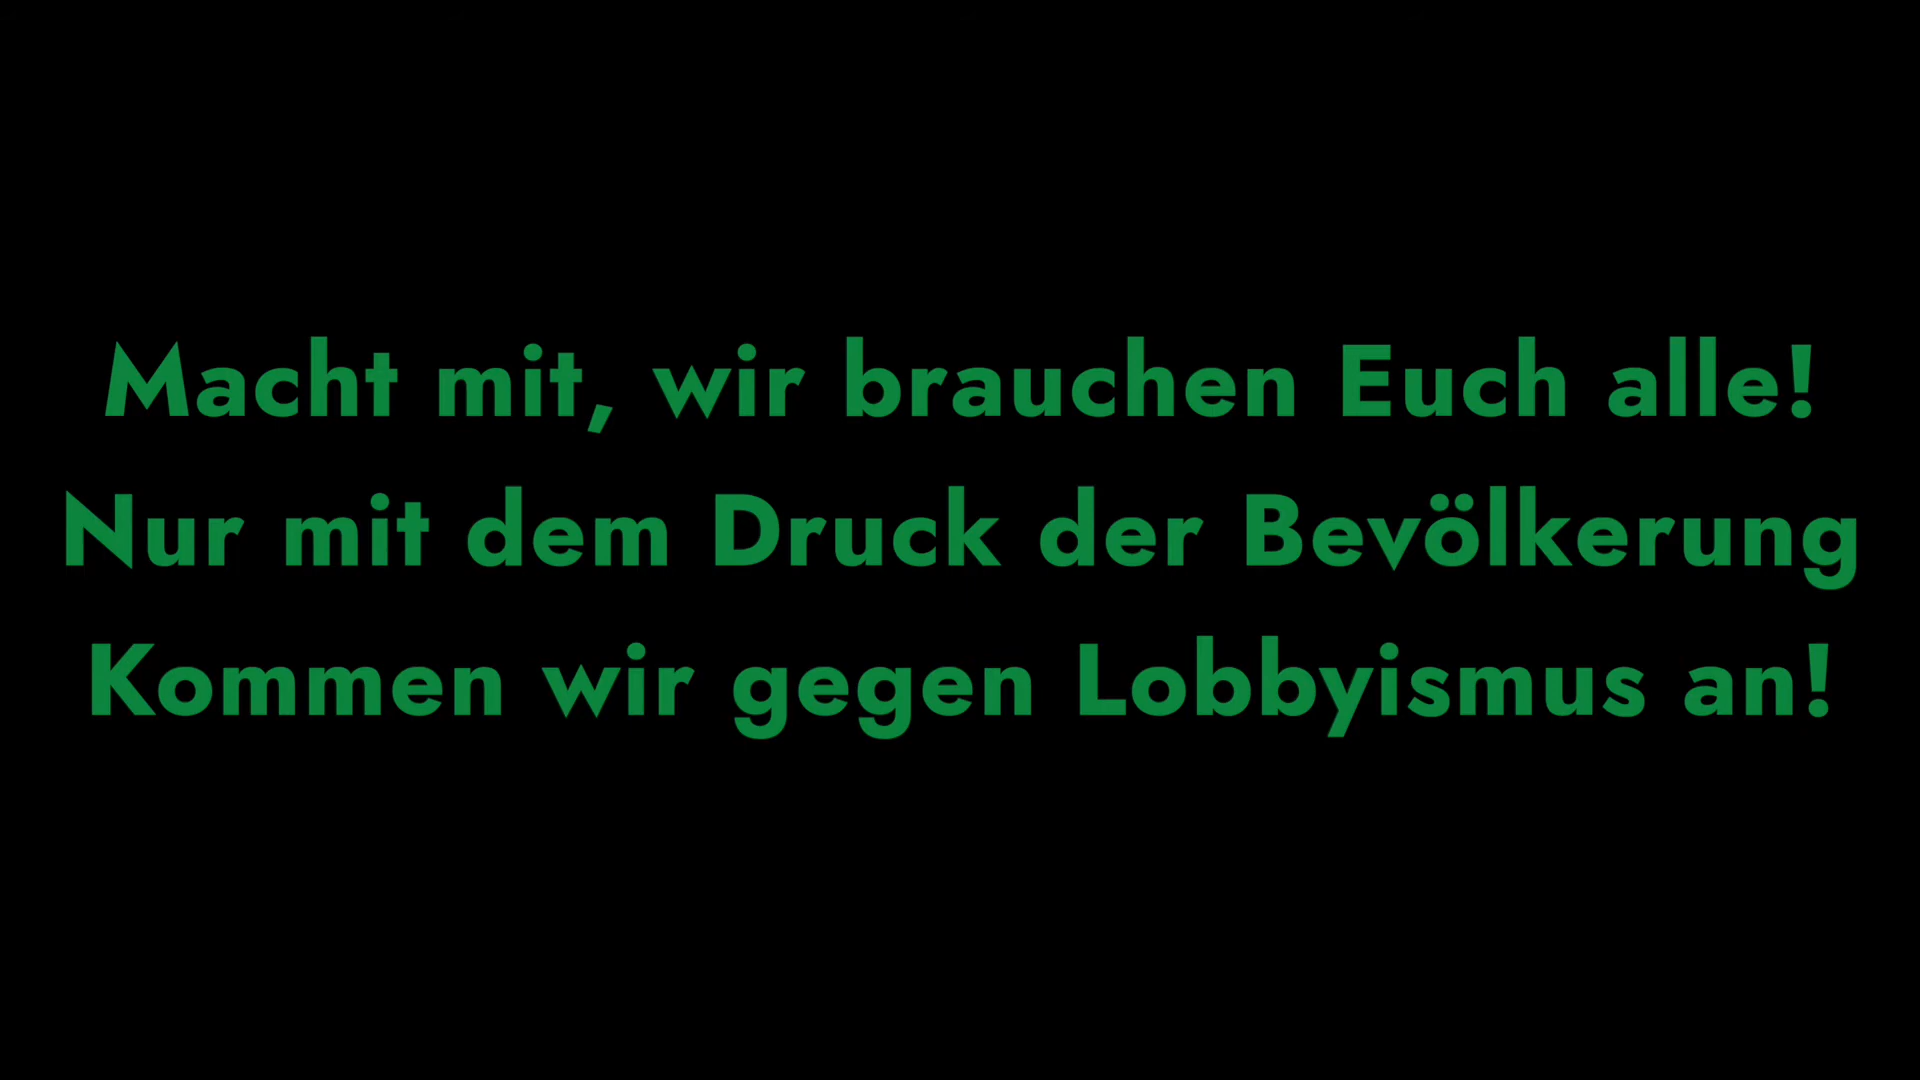 Macht mit, wir brauchen Euch alle!
Nur mit dem Druck der Bevölkerung
Kommen wir gegen Lobbyismus an!